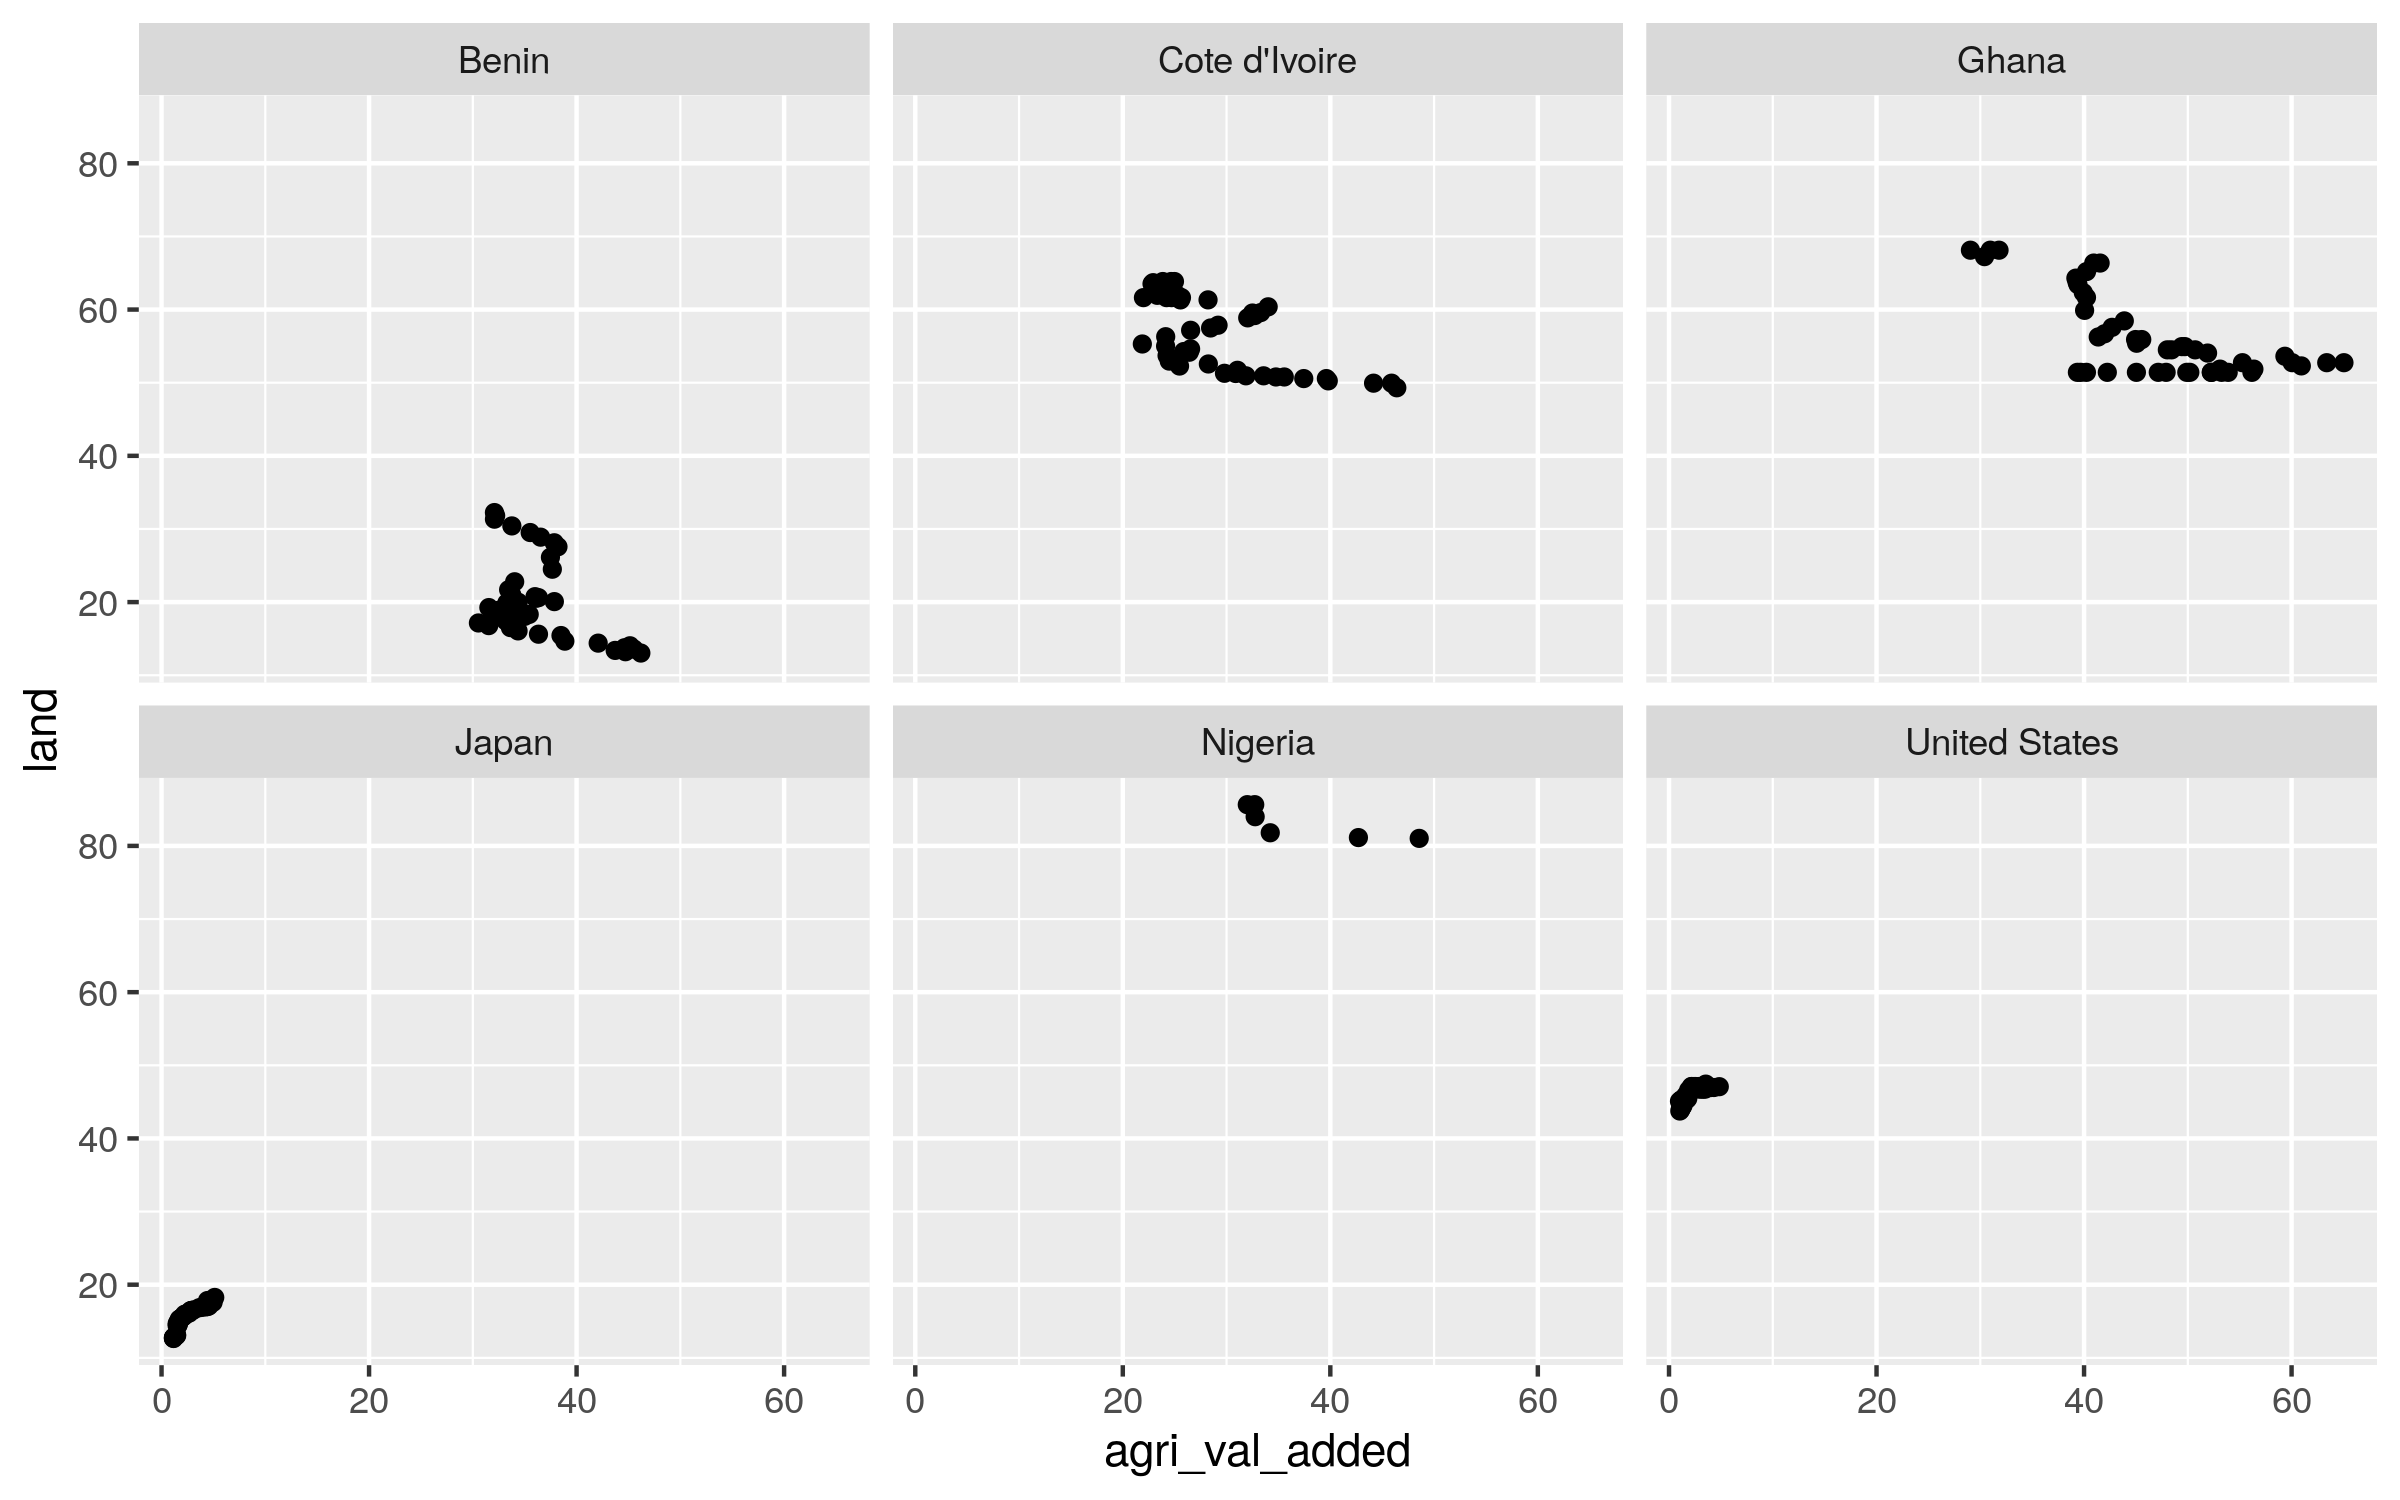 Benin
Cote d'Ivoire
Ghana
80
60
40
20
land
Japan
Nigeria
United States
80
60
40
20
0 20 40 60 0 20 40 60 0 20 40 60
agri_val_added